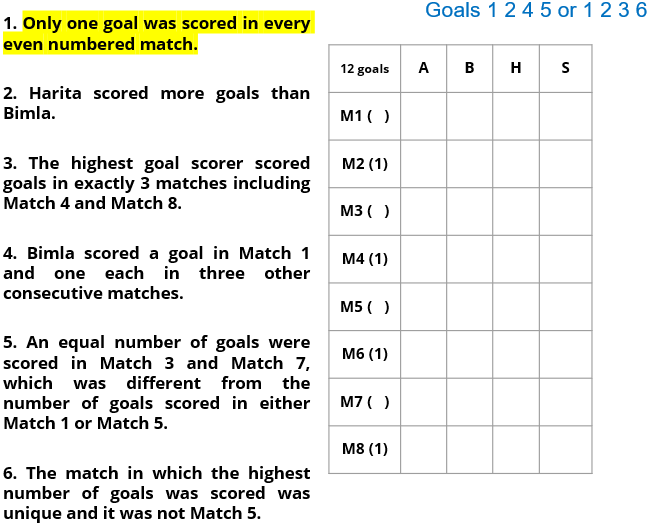 Goals 1 2 4 5 or 1 2 3 6
1. Only one goal was scored in every
even numbered match.
2. Harita scored more goals than
Bimla.
3. The highest goal scorer scored
goals in exactly 3 matches including
Match 4 and Match 8.
4. Bimla scored a goal in Match 1
and one each in three other
consecutive matches.
5. An equal number of goals were
scored in Match 3 and Match 7,
which was different from the
number of goals scored in either
Match 1 or Match 5.
6. The match in which the highest
number of goals was scored was
unique and it was not Match 5.
12 goals A B H S
M1 ( )
M2 (1)
M3 ( )
M4 (1)
M5 ( )
M6 (1)
M7 ( )
M8 (1)